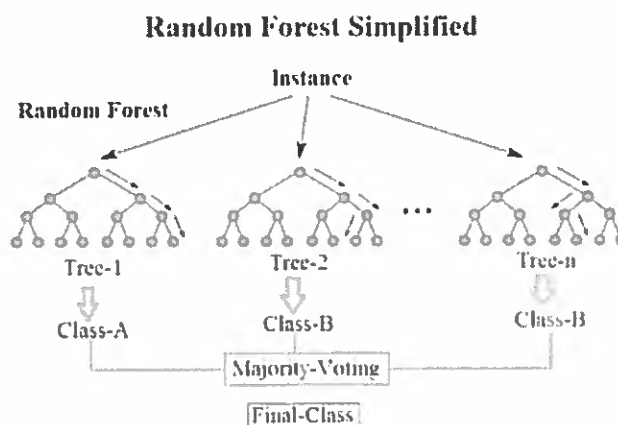 Random Forest Simplified
Instance
Random Forest
Tree-1
Tree-2
...
Tree-n
Class-A
Class-B
Class-B
Majority-Voting
Final-Class